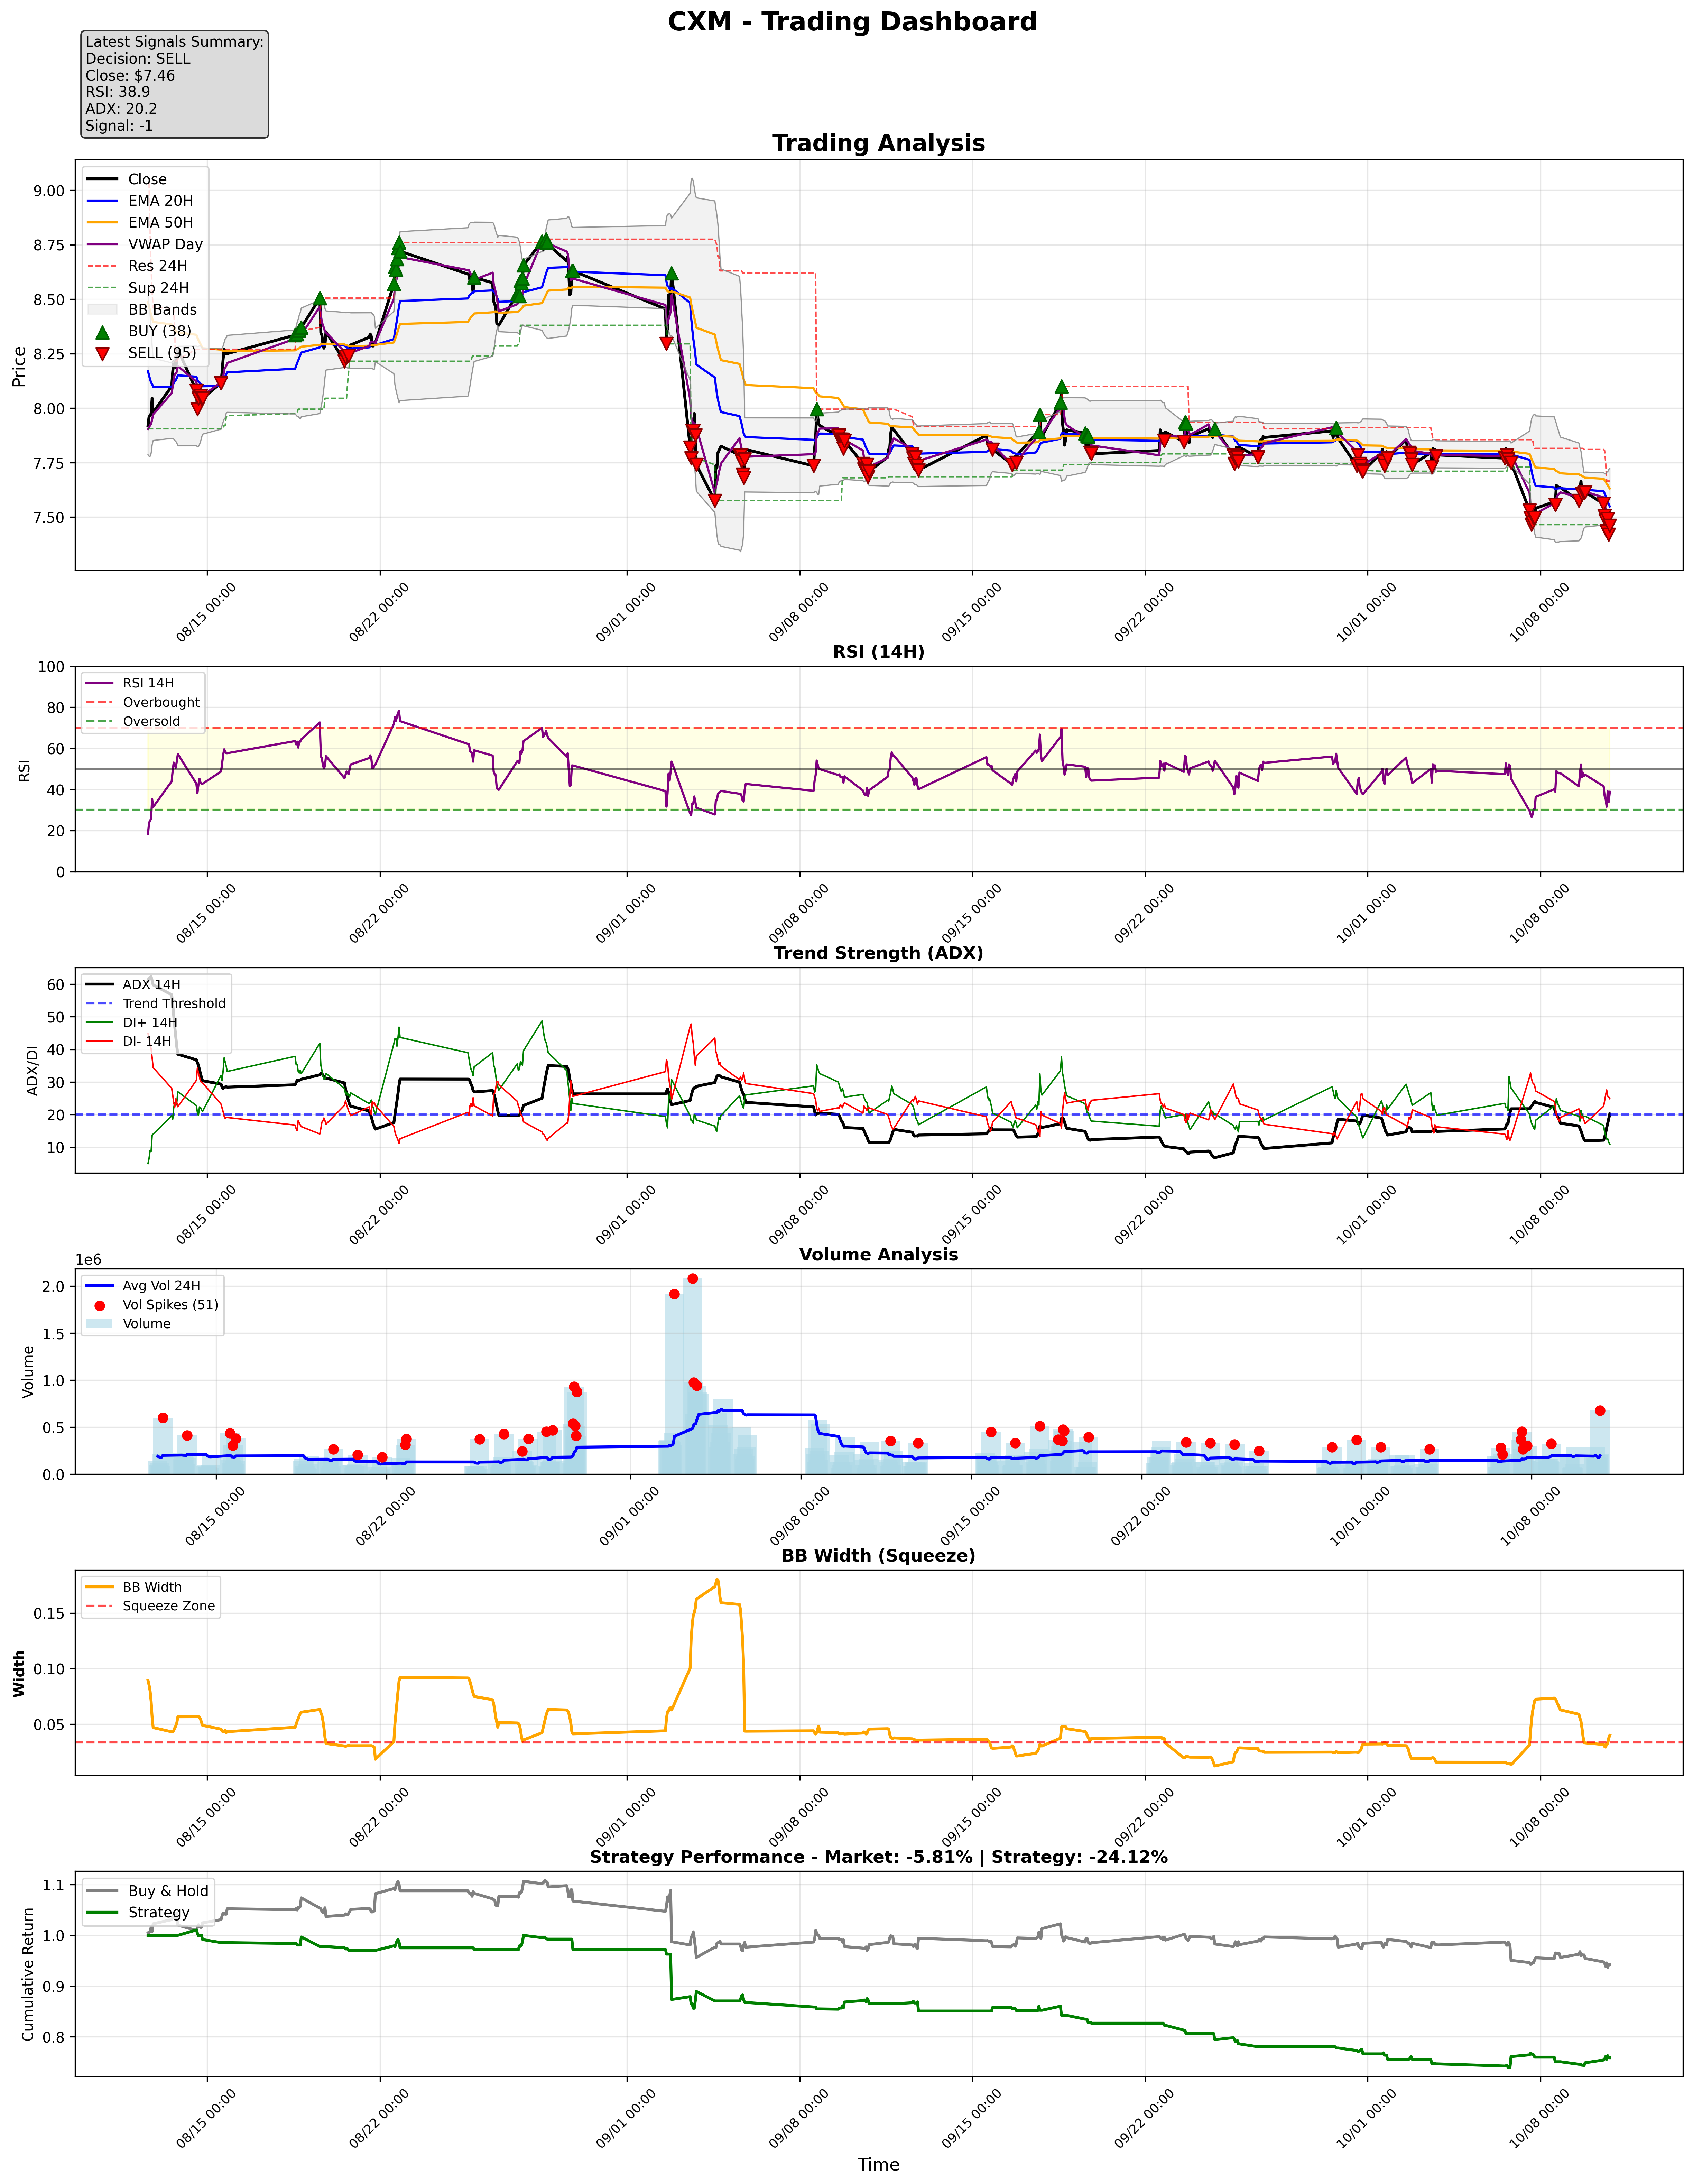 CXM - Trading Dashboard
Latest Signals Summary:
Decision: SELL
Close: $7.46
RSI: 38.9
ADX: 20.2
Signal: -1
Trading Analysis
Price
9.00
8.75
8.50
8.25
8.00
7.75
7.50
Close
EMA 20H
EMA 50H
VWAP Day
Res 24H
Sup 24H
BB Bands
BUY (38)
SELL (95)
08/15 00:00
08/22 00:00
09/01 00:00
09/08 00:00
09/15 00:00
09/22 00:00
10/01 00:00
10/08 00:00
RSI (14H)
RSI
100
80
60
40
20
0
RSI 14H
Overbought
Oversold
08/15 00:00
08/22 00:00
09/01 00:00
09/08 00:00
09/15 00:00
09/22 00:00
10/01 00:00
10/08 00:00
Trend Strength (ADX)
ADX/DI
60
50
40
30
20
10
ADX 14H
Trend Threshold
DI+ 14H
DI- 14H
08/15 00:00
08/22 00:00
09/01 00:00
09/08 00:00
09/15 00:00
09/22 00:00
10/01 00:00
10/08 00:00
Volume Analysis
1e6
Volume
2.0
1.5
1.0
0.5
0.0
Avg Vol 24H
Vol Spikes (51)
Volume
08/15 00:00
08/22 00:00
09/01 00:00
09/08 00:00
09/15 00:00
09/22 00:00
10/01 00:00
10/08 00:00
BB Width (Squeeze)
Width
0.15
0.10
0.05
BB Width
Squeeze Zone
08/15 00:00
08/22 00:00
09/01 00:00
09/08 00:00
09/15 00:00
09/22 00:00
10/01 00:00
10/08 00:00
Strategy Performance - Market: -5.81% | Strategy: -24.12%
Cumulative Return
1.1
1.0
0.9
0.8
Buy & Hold
Strategy
08/15 00:00
08/22 00:00
09/01 00:00
09/08 00:00
09/15 00:00
09/22 00:00
10/01 00:00
10/08 00:00
Time